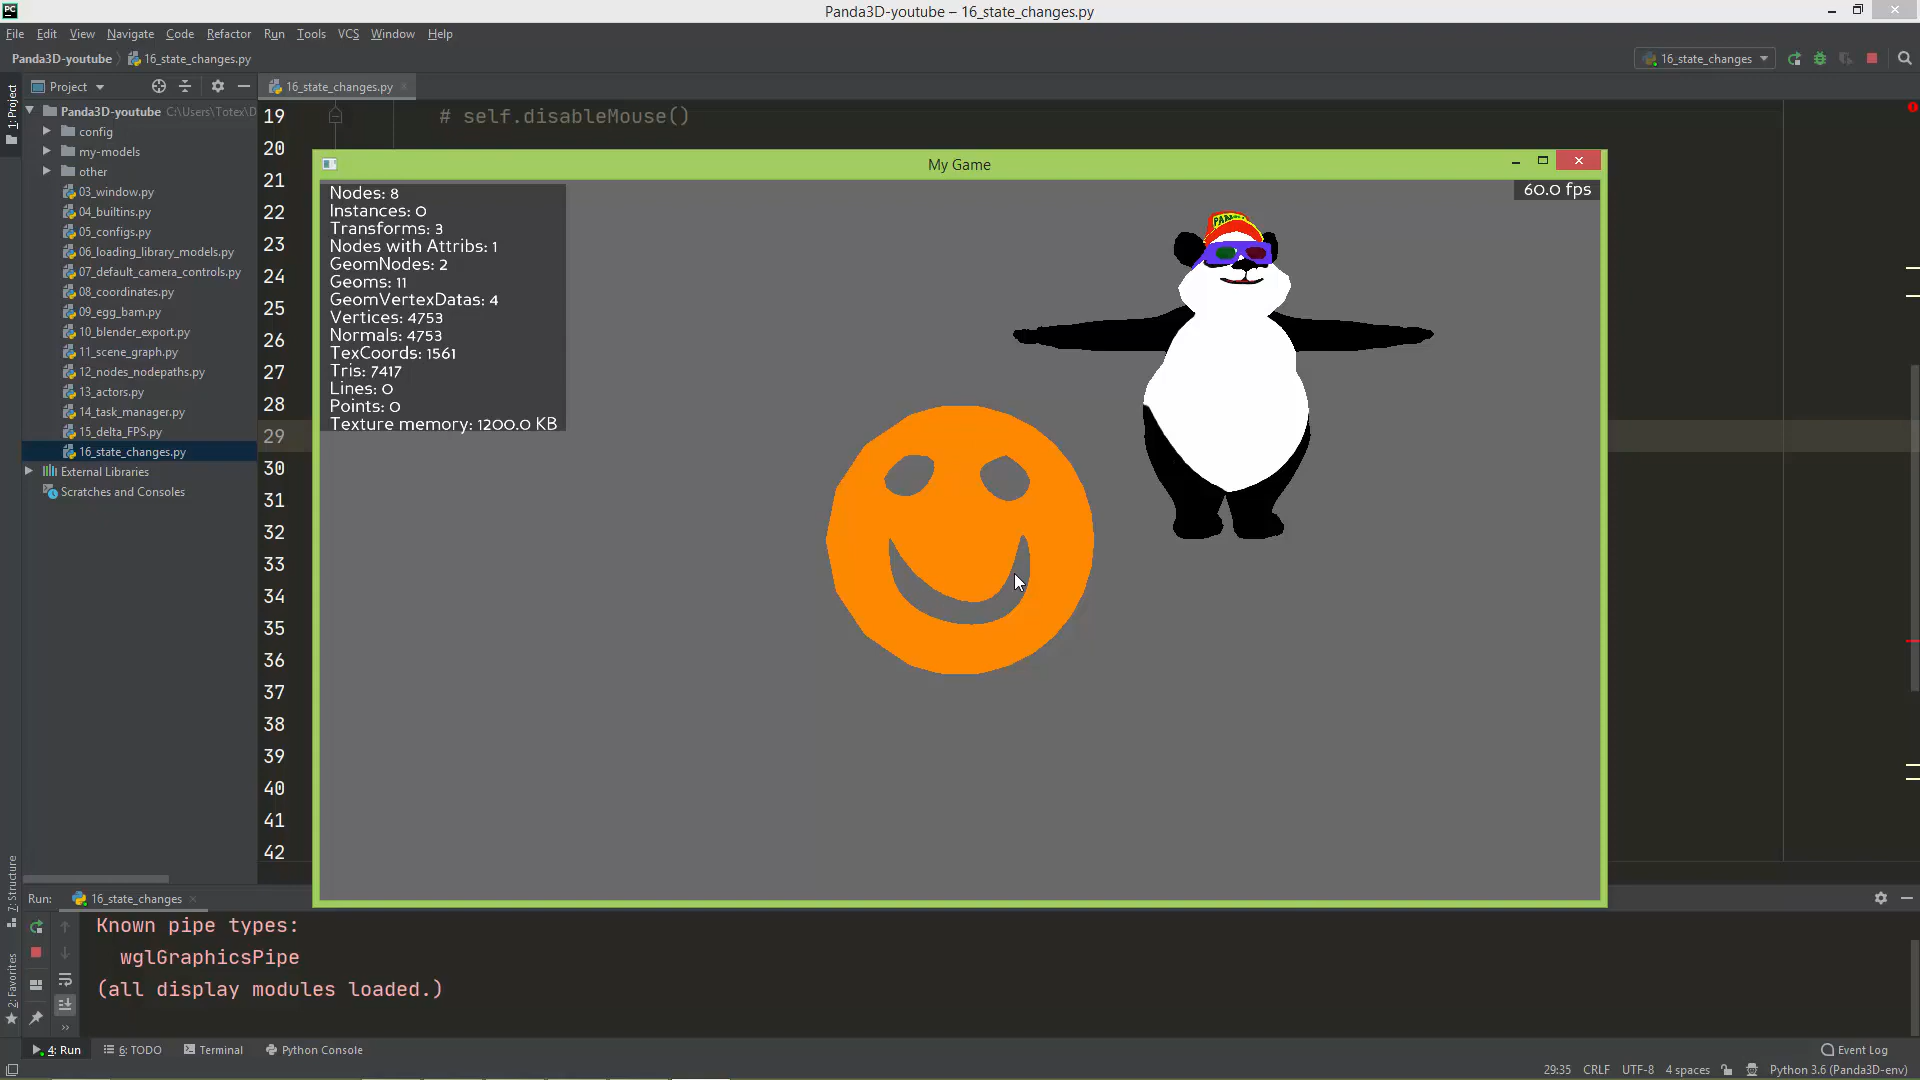 Panda3D-youtube – 16_state_changes.py
File Edit View Navigate Code Refactor Run Tools VCS Window Help
Panda3D-youtube 16_state_changes.py
16_state_changes
Project
16_state_changes.py
1: Project
Panda3D-youtube C:\Users\Totex\D
config
my-models
other
03_window.py
04_builtins.py
05_configs.py
06_loading_library_models.py
07_default_camera_controls.py
08_coordinates.py
09_egg_bam.py
10_blender_export.py
11_scene_graph.py
12_nodes_nodepaths.py
13_actors.py
14_task_manager.py
15_delta_FPS.py
16_state_changes.py
External Libraries
Scratches and Consoles
19 # self.disableMouse()
20
21
22
23
24
25
26
27
28
29
30
31
32
33
34
35
36
37
38
39
40
41
42
My Game
60.0 fps
Nodes: 8
Instances: 0
Transforms: 3
Nodes with Attribs: 1
GeomNodes: 2
Geoms: 11
GeomVertexDatas: 4
Vertices: 4753
Normals: 4753
TexCoords: 1561
Tris: 7417
Lines: 0
Points: 0
Texture memory: 1200.0 KB
7: Structure
2: Favorites
Run: 16_state_changes
Known pipe types:
wglGraphicsPipe
(all display modules loaded.)
4: Run 6: TODO Terminal Python Console Event Log
29:35 CRLF UTF-8 4 spaces Python 3.6 (Panda3D-env)